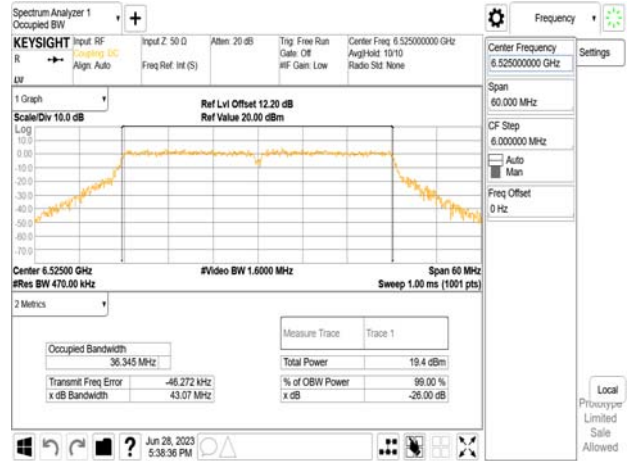 Spectrum Analyzer 1
Occupied BW
Frequency
KEYSIGHT
R
Input: RF
Coupling: DC
Align: Auto
Input Z: 50 Ω
Freq Ref: Int (S)
Atten: 20 dB
Trig: Free Run
Gate: Off
#IF Gain: Low
Center Freq: 6.525000000 GHz
Avg|Hold: 10/10
Radio Std: None
Center Frequency
6.525000000 GHz
Settings
Span
60.000 MHz
CF Step
6.000000 MHz
Auto
Man
Freq Offset
0 Hz
1 Graph
Scale/Div 10.0 dB
Ref Lvl Offset 12.20 dB
Ref Value 20.00 dBm
Log
10.0
0.00
-10.0
-20.0
-30.0
-40.0
-50.0
-60.0
-70.0
Center 6.52500 GHz
#Res BW 470.00 kHz
#Video BW 1.6000 MHz
Span 60 MHz
Sweep 1.00 ms (1001 pts)
2 Metrics
Measure Trace
Trace 1
Occupied Bandwidth
36.345 MHz
Total Power
19.4 dBm
Transmit Freq Error
-46.272 kHz
% of OBW Power
99.00 %
x dB Bandwidth
43.07 MHz
x dB
-26.00 dB
Local
Prototype
Limited
Sale
Allowed
?
Jun 28, 2023
5:38:36 PM